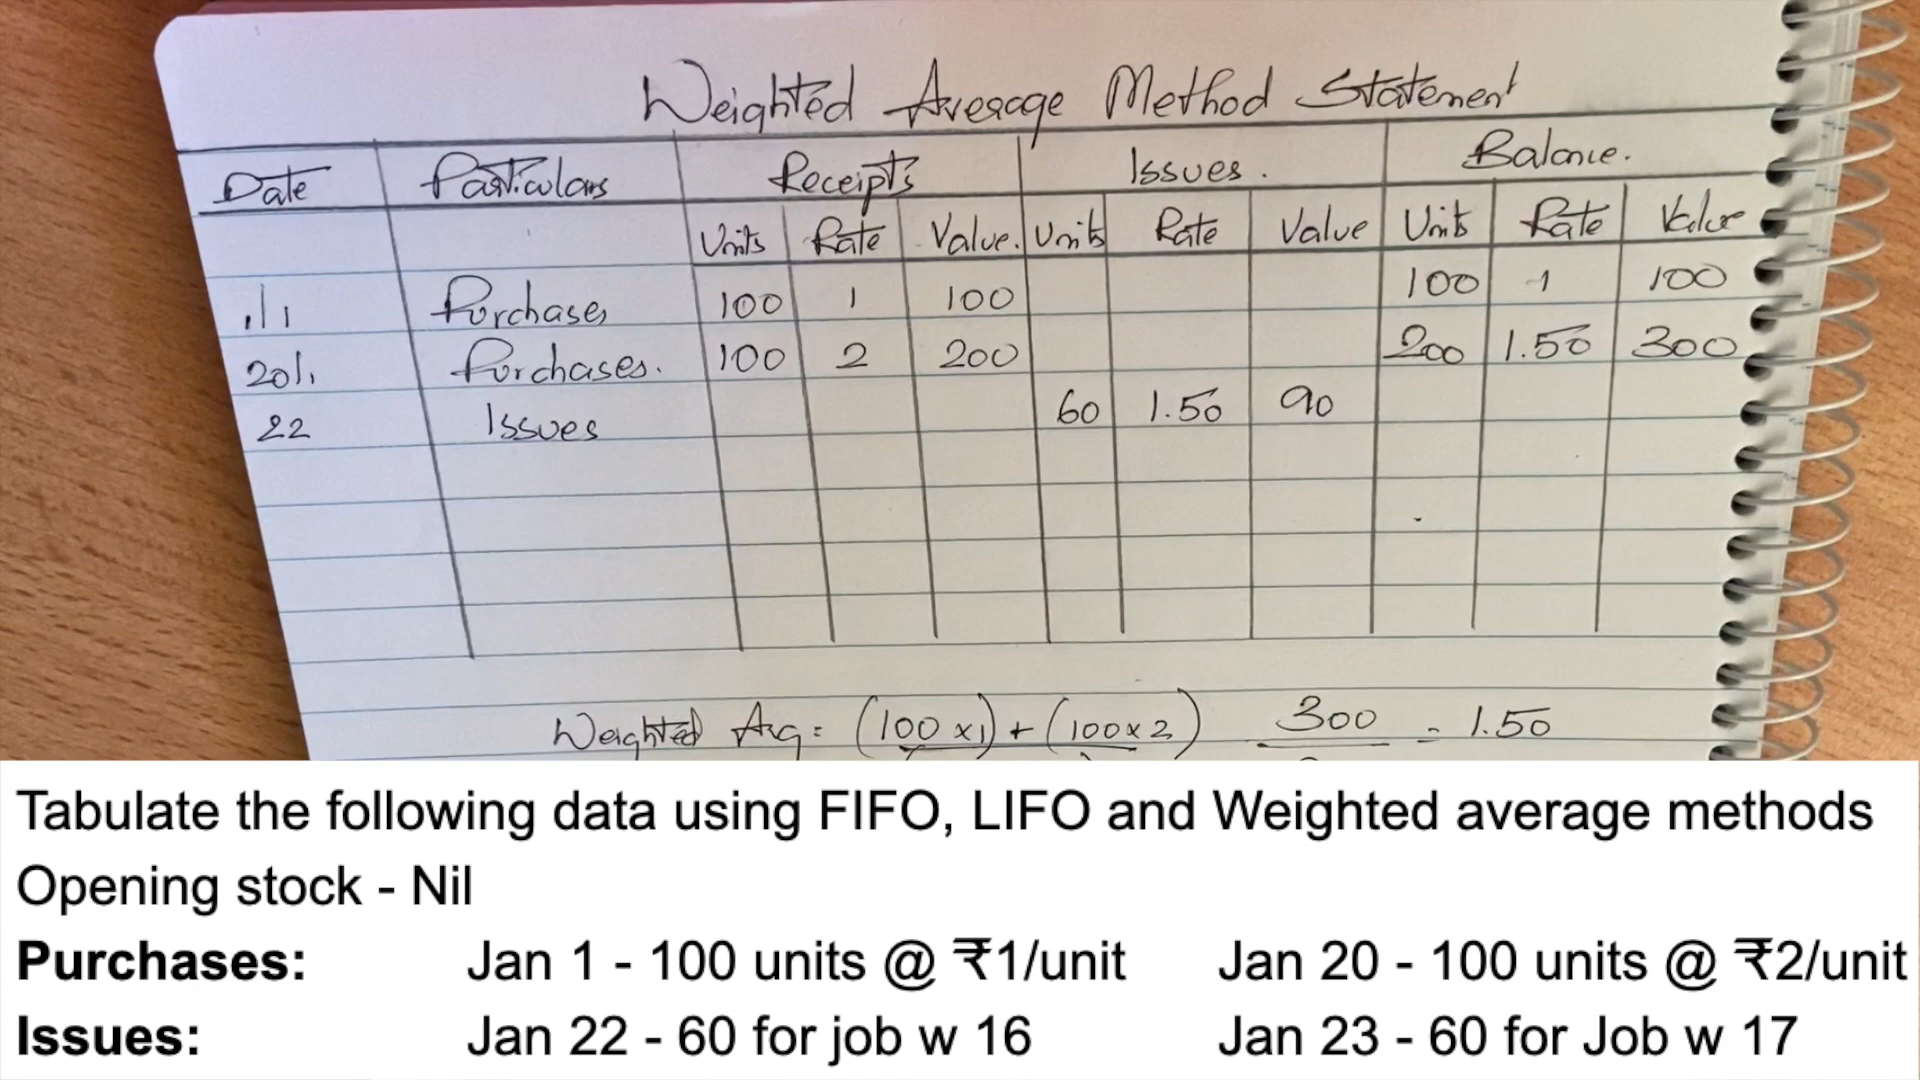 Weighted Average Method Statement
Date Particulars Receipts Issues. Balance.
Units Rate Value. Units Rate Value Units Rate Value
1/1 Purchases 100 1 100 100 1 100
20/1 Purchases. 100 2 200 200 1.50 300
22 Issues 60 1.50 90
Weighted Avg = (100 x 1) + (100 x 2) 300 = 1.50
Tabulate the following data using FIFO, LIFO and Weighted average methods
Opening stock - Nil
Purchases: Jan 1 - 100 units @ ₹1/unit Jan 20 - 100 units @ ₹2/unit
Issues: Jan 22 - 60 for job w 16 Jan 23 - 60 for Job w 17